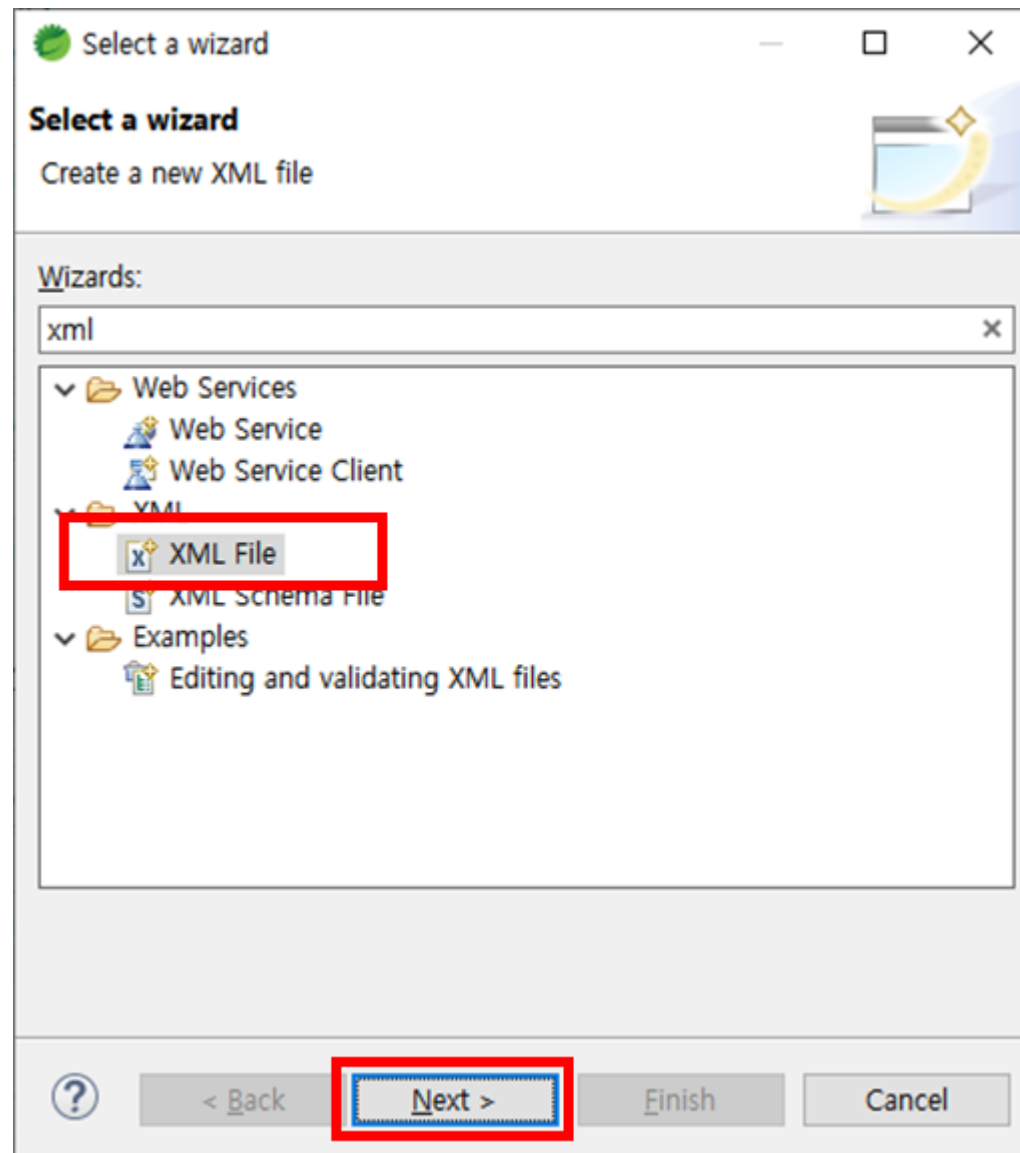 Select a wizard
Select a wizard
Create a new XML file
Wizards:
xml
Web Services
Web Service
Web Service Client
XML
XML File
XML Schema File
Examples
Editing and validating XML files
< Back Next > Finish Cancel